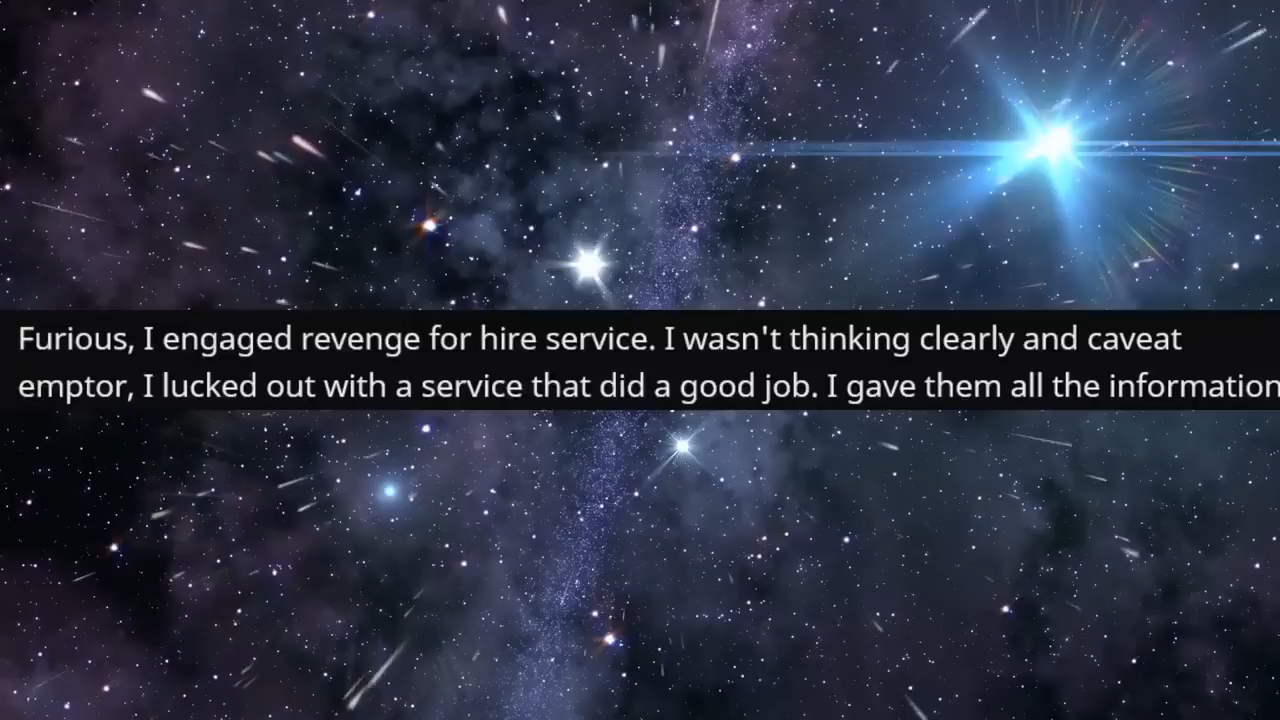 Furious, I engaged revenge for hire service. I wasn't thinking clearly and caveat
emptor, I lucked out with a service that did a good job. I gave them all the information